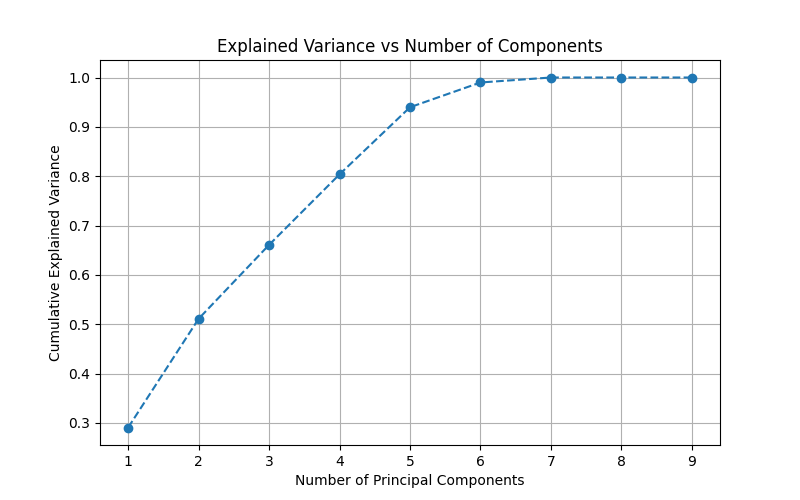 Explained Variance vs Number of Components
Cumulative Explained Variance
1.0
0.9
0.8
0.7
0.6
0.5
0.4
0.3
1 2 3 4 5 6 7 8 9
Number of Principal Components